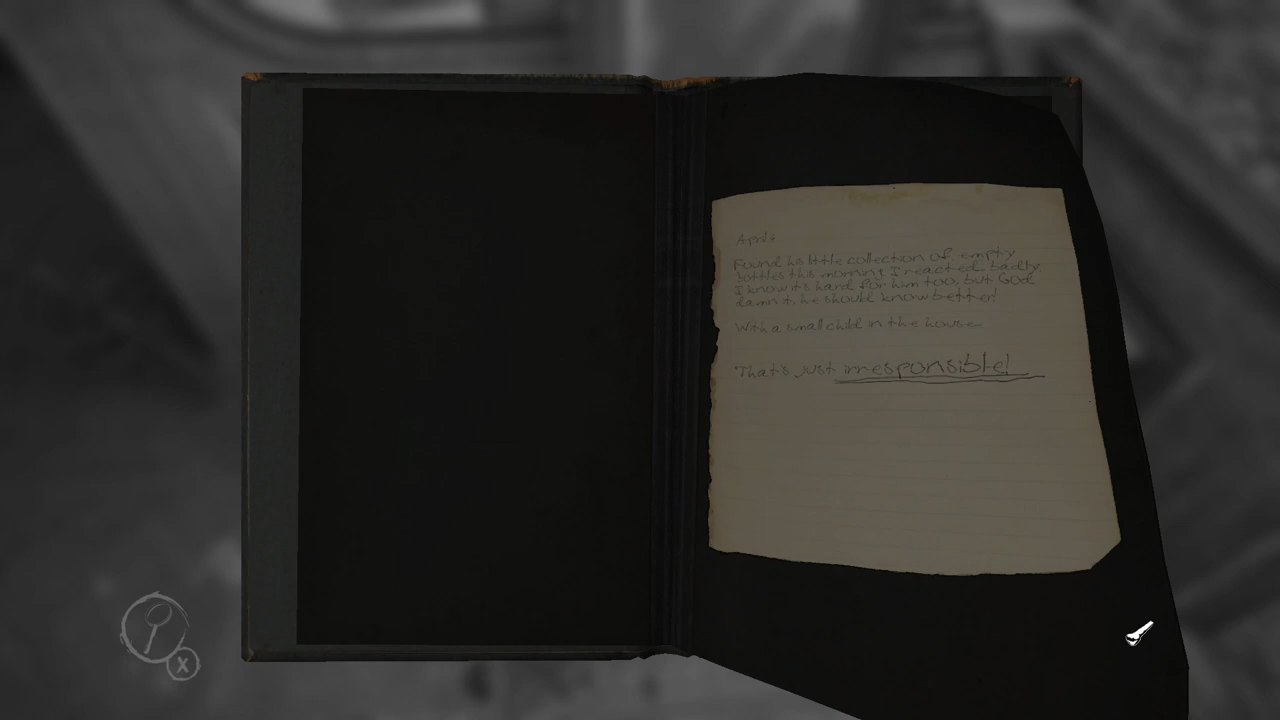 April
Found his little collection of empty
bottles this morning. I reacted badly.
I know it's hard for him too, but God
damn it, he should know better!
With a small child in the house
That's just irresponsible!
X